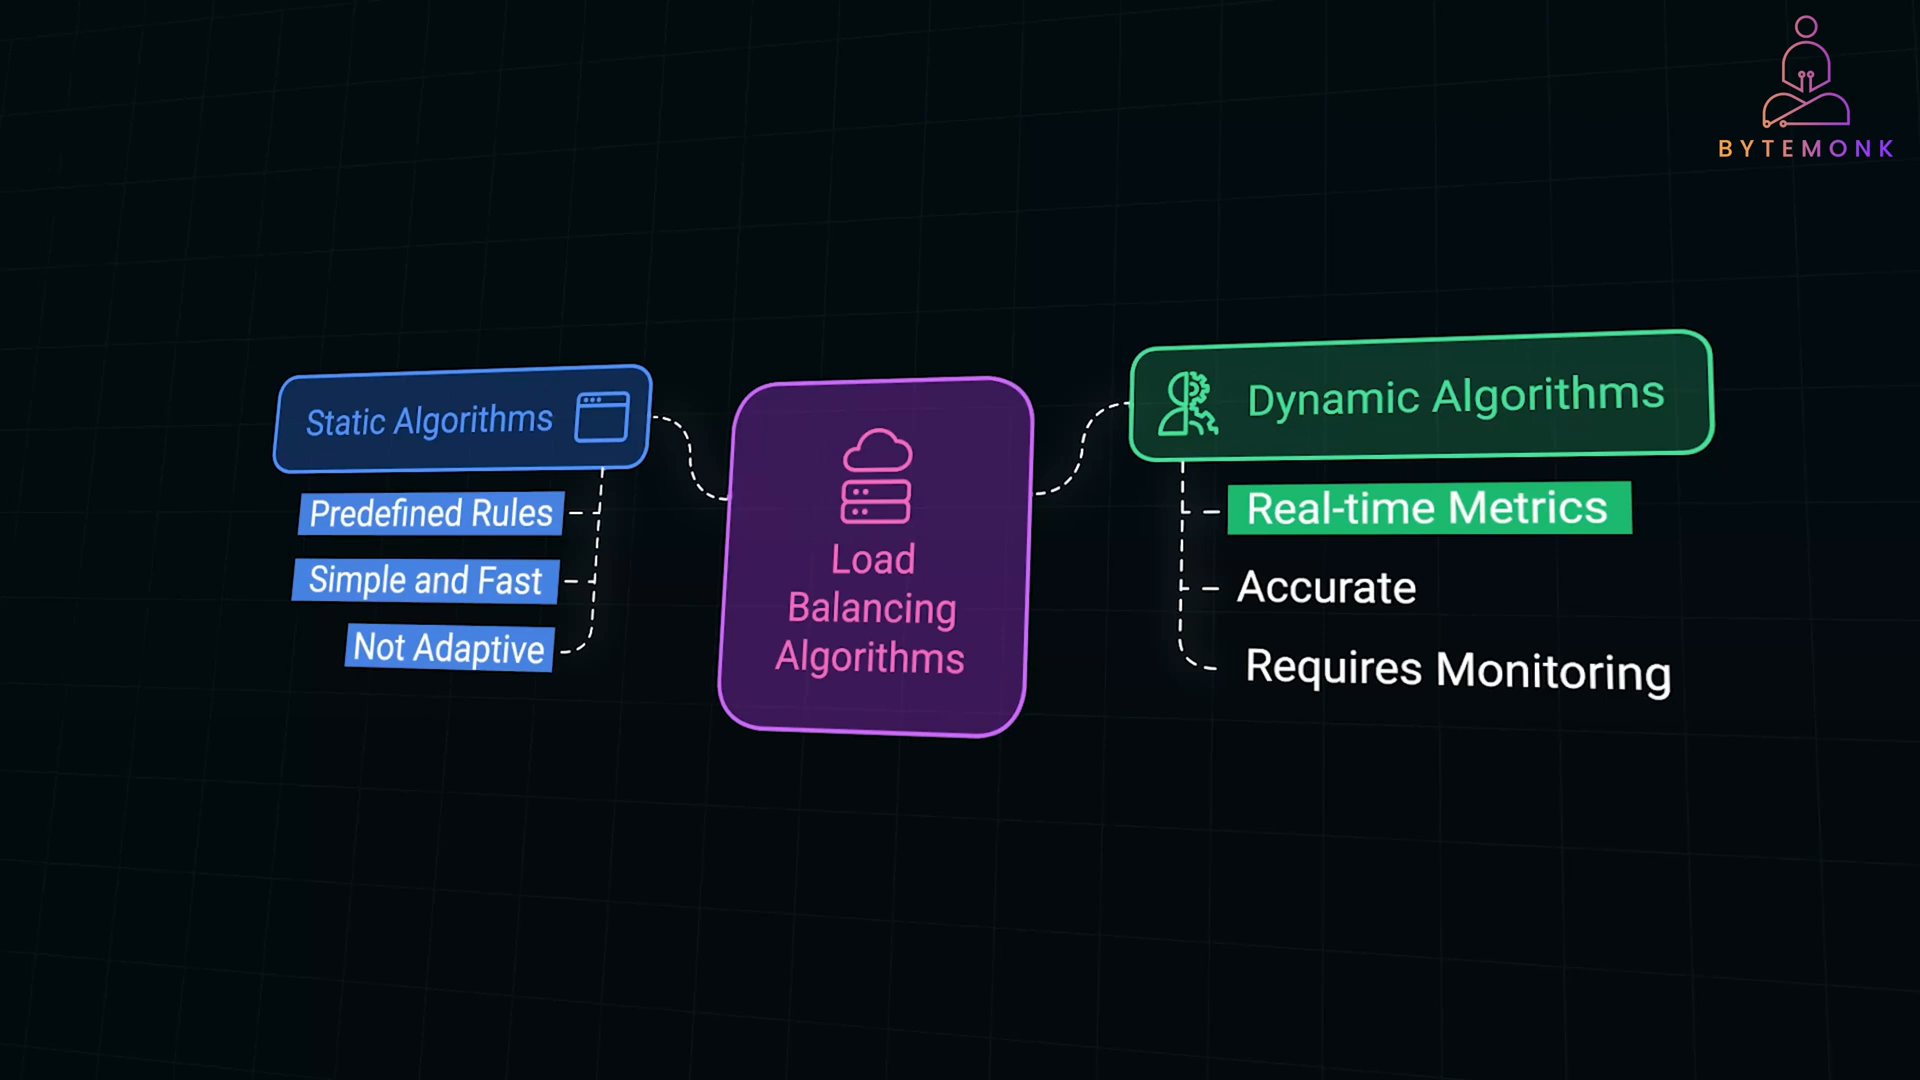 BYTEMONK
Static Algorithms
Predefined Rules
Simple and Fast
Not Adaptive
Load
Balancing
Algorithms
Dynamic Algorithms
Real-time Metrics
Accurate
Requires Monitoring